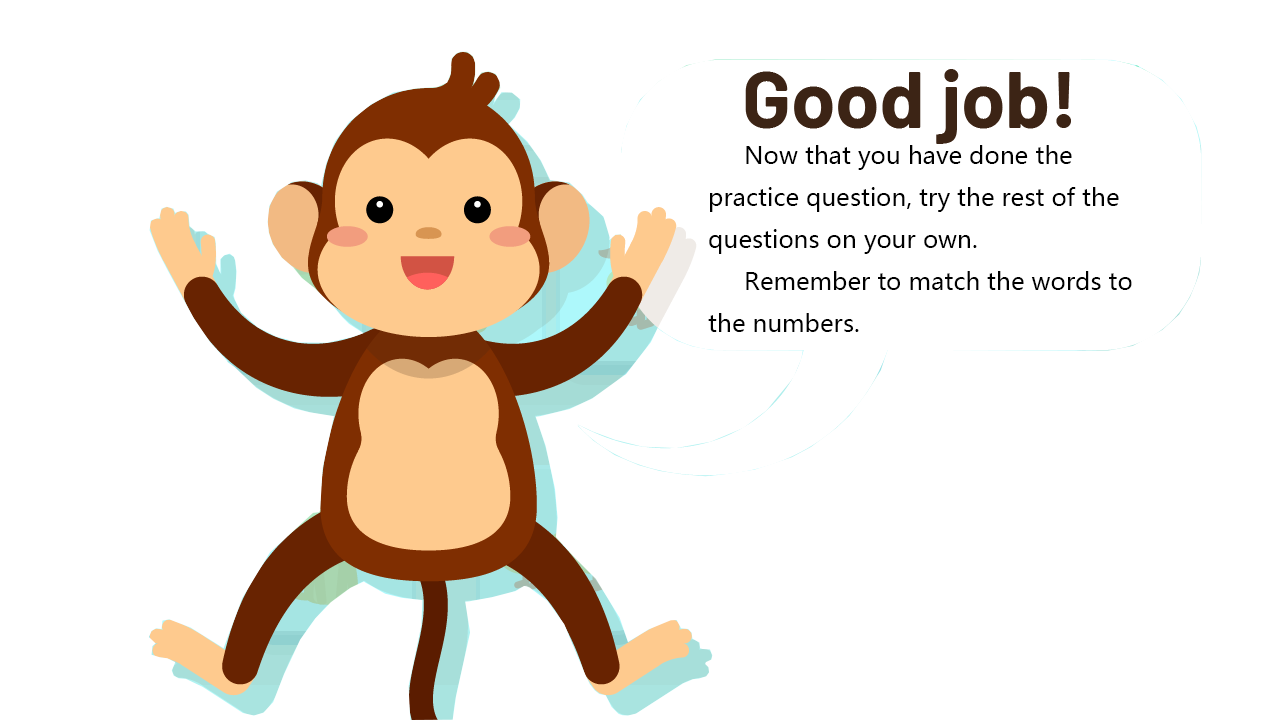 Good job!
Now that you have done the
practice question, try the rest of the
questions on your own.
Remember to match the words to
the numbers.